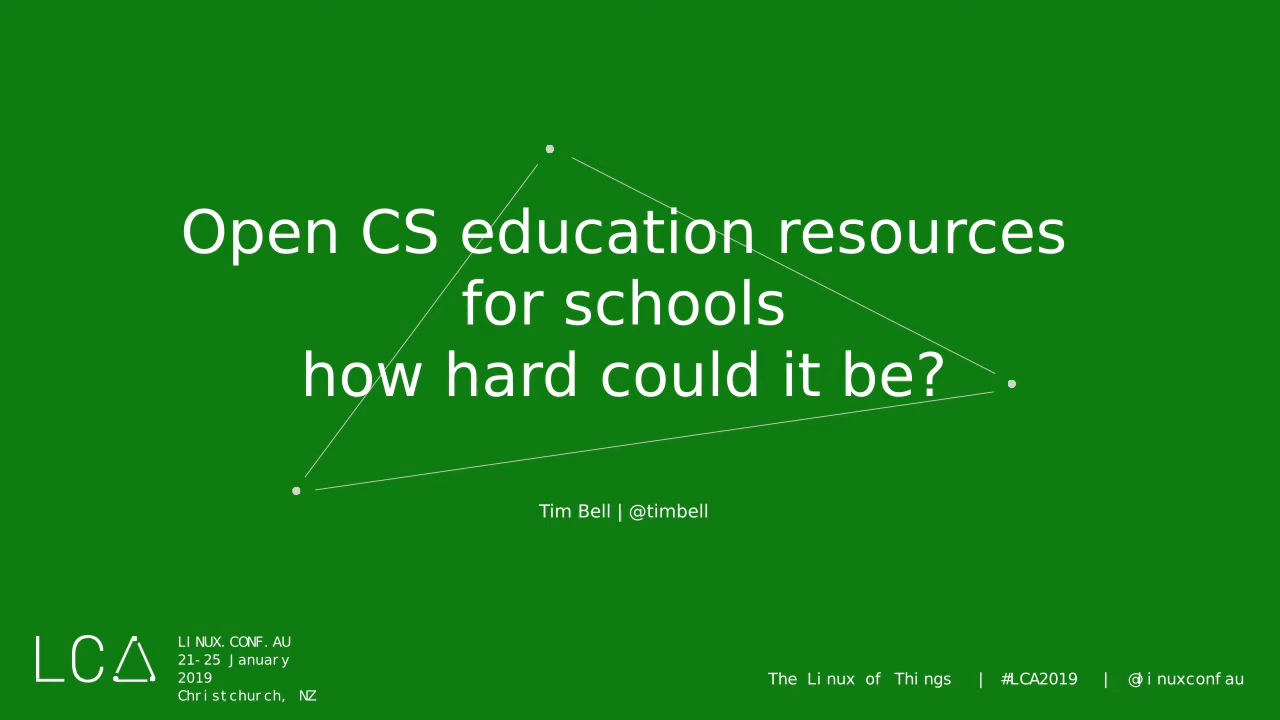 Open CS education resources
for schools
how hard could it be?
Tim Bell | @timbell
LCA
LINUX.CONF.AU
21-25 January
2019
Christchurch, NZ
The Linux of Things | #LCA2019 | @linuxconfau